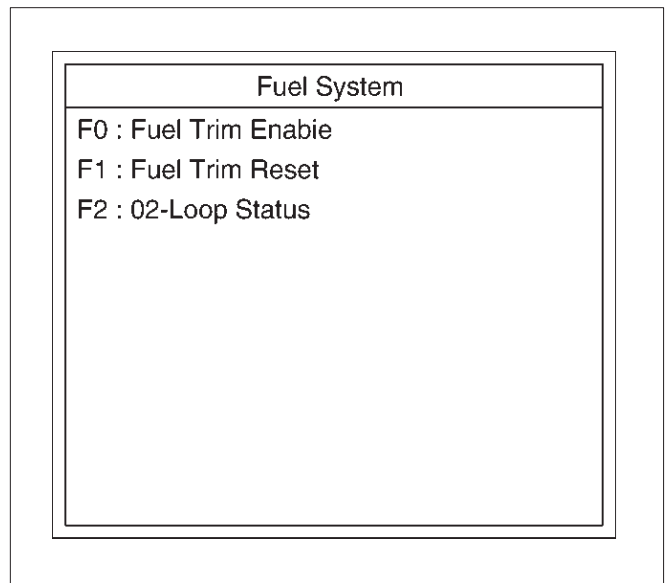 Fuel System
F0 : Fuel Trim Enabie
F1 : Fuel Trim Reset
F2 : 02-Loop Status